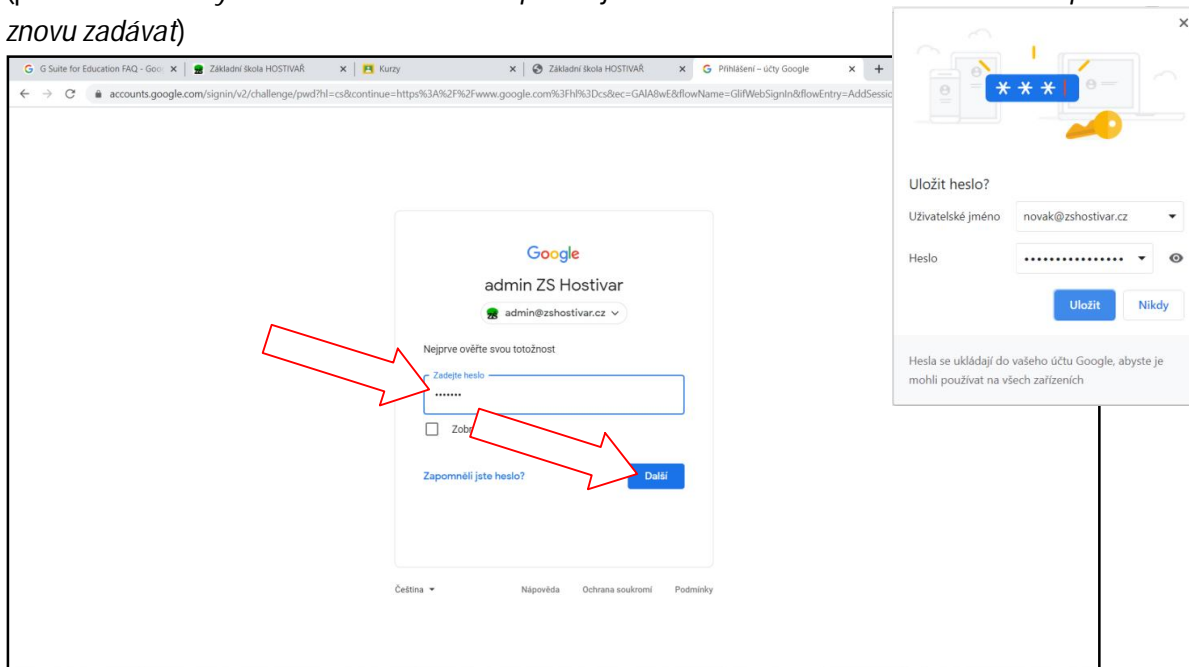 znovu zadávat)
G Suite for Education FAQ - Goo
Základní škola HOSTIVAŘ
Kurzy
Základní škola HOSTIVAŘ
Přihlášení – účty Google
accounts.google.com/signin/v2/challenge/pwd?hl=cs&continue=https%3A%2F%2Fwww.google.com%3Fhl%3Dcs&ec=GAlA8wE&flowName=GlifWebSignIn&flowEntry=AddSessio
Google
admin ZS Hostivar
admin@zshostivar.cz
Nejprve ověřte svou totožnost
Zadejte heslo
•••••••
Zapomněli jste heslo?
Další
Čeština
Nápověda
Ochrana soukromí
Podmínky
* * *
Uložit heslo?
Uživatelské jméno
novak@zshostivar.cz
Heslo
••••••••••••••••
Uložit
Nikdy
Hesla se ukládají do vašeho účtu Google, abyste je
mohli používat na všech zařízeních